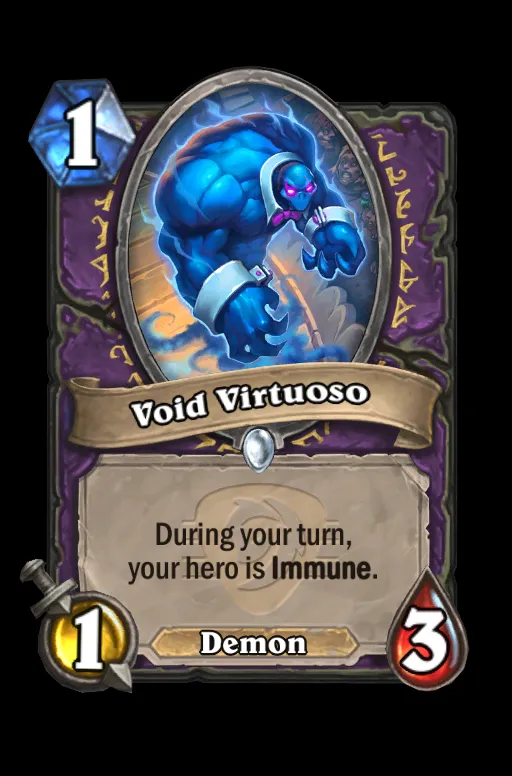 1
Void Virtuoso
During your turn,
your hero is Immune.
1
Demon
3